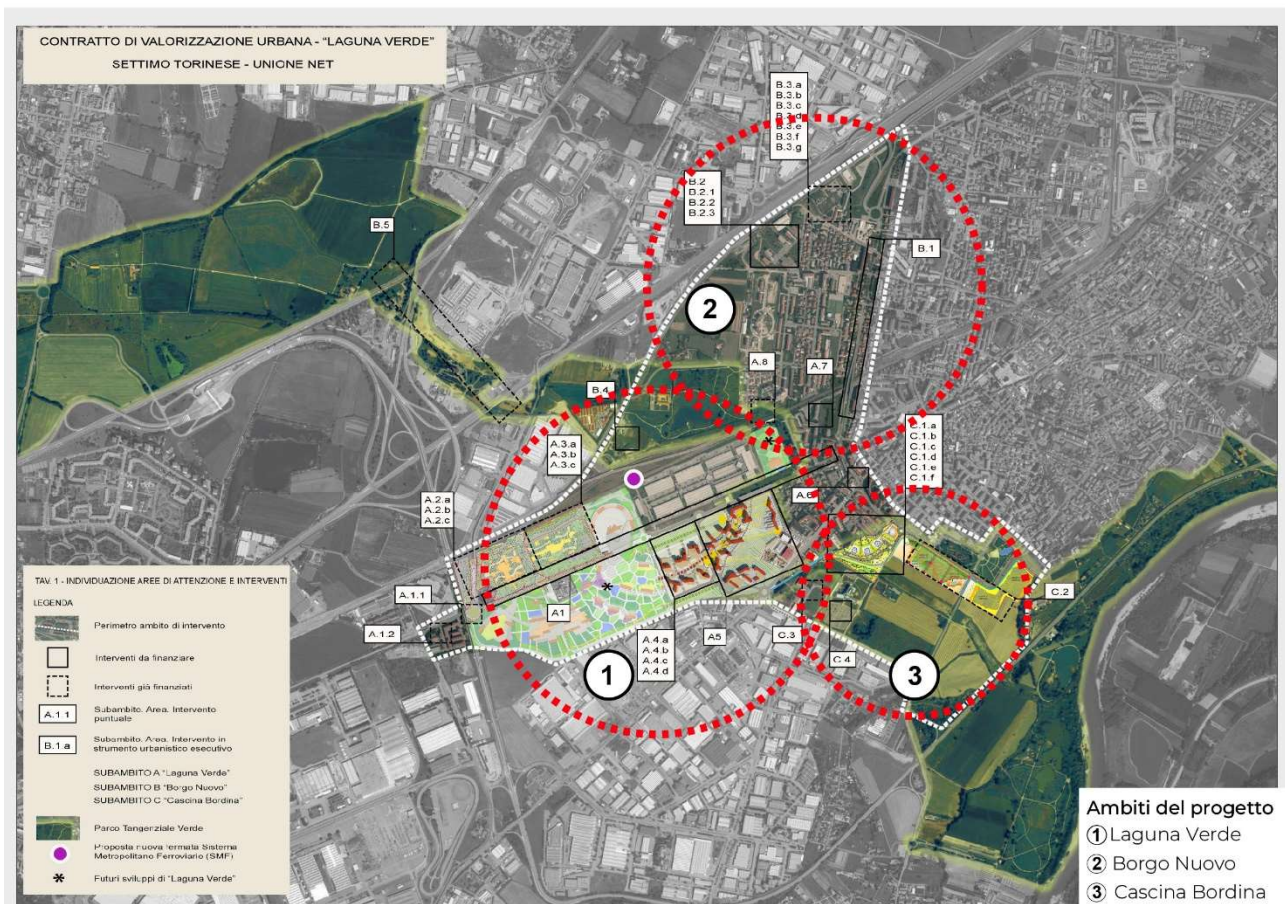 CONTRATTO DI VALORIZZAZIONE URBANA - "LAGUNA VERDE"
SETTIMO TORINESE - UNIONE NET
B.3.a
B.3.b
B.3.c
B.3.d
B.3.e
B.3.f
B.3.g
B.2
B.2.1
B.2.2
B.2.3
B.5
B.1
2
A.8
A.7
B.4
C.1.a
C.1.b
C.1.c
C.1.d
C.1.e
C.1.f
A.3.a
A.3.b
A.3.c
A.6
A.2.a
A.2.b
A.2.c
A.1.1
A1
A.1.2
A.4.a
A.4.b
A.4.c
A.4.d
A5
C.3
C.4
C.2
1
3
TAV. 1 - INDIVIDUAZIONE AREE DI ATTENZIONE E INTERVENTI
LEGENDA
Perimetro ambito di intervento
Interventi da finanziare
Interventi già finanziati
A.1.1
Subambito. Area. Intervento
puntuale
B.1.a
Subambito. Area. Intervento in
strumento urbanistico esecutivo
SUBAMBITO A "Laguna Verde"
SUBAMBITO B "Borgo Nuovo"
SUBAMBITO C "Cascina Bordina"
Parco Tangenziale Verde
Proposta nuova fermata Sistema
Metropolitano Ferroviario (SMF)
* Futuri sviluppi di "Laguna Verde"
Ambiti del progetto
1 Laguna Verde
2 Borgo Nuovo
3 Cascina Bordina